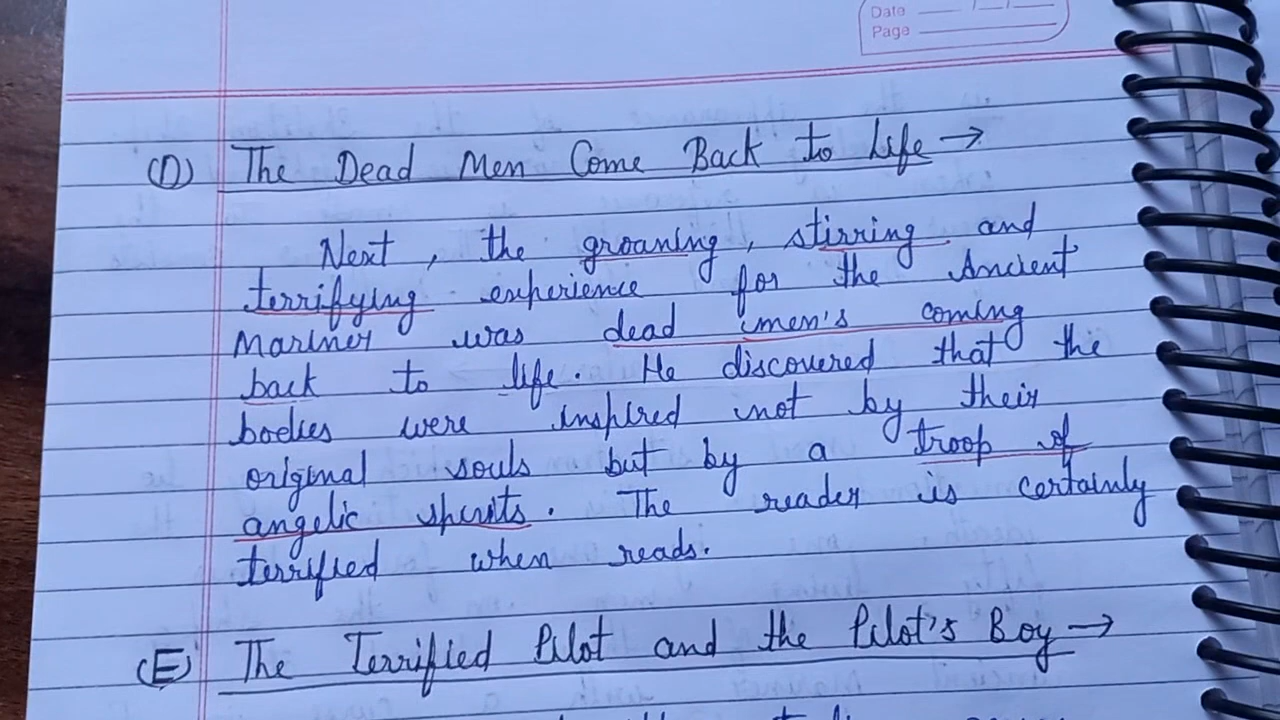 Date __/__/__
Page
(D) The Dead Men Come Back to Life →
Next, the groaning, stirring and
terrifying experience for the Ancient
Mariner was dead men's coming
back to life. He discovered that the
bodies were inspired not by their
original souls but by a troop of
angelic spirits. The reader is certainly
terrified when reads.
(E) The Terrified Pilot and the Pilot's Boy →